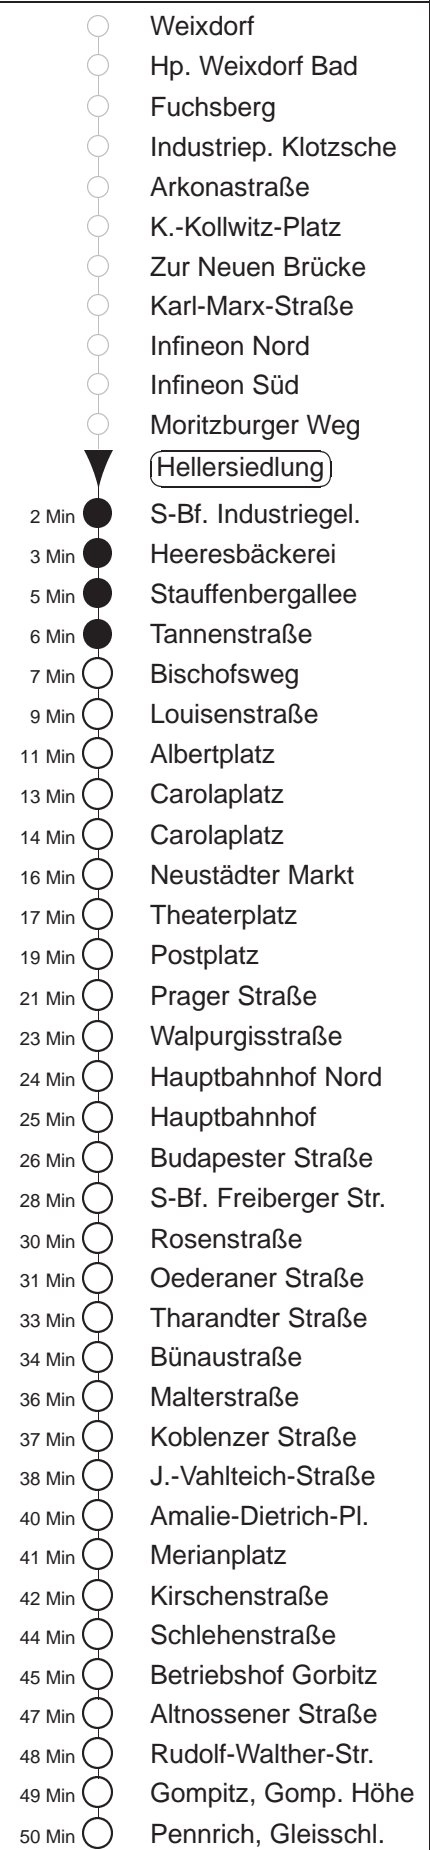 Weixdorf
Hp. Weixdorf Bad
Fuchsberg
Industriep. Klotzsche
Arkonastraße
K.-Kollwitz-Platz
Zur Neuen Brücke
Karl-Marx-Straße
Infineon Nord
Infineon Süd
Moritzburger Weg
Hellersiedlung
2 Min S-Bf. Industriegel.
3 Min Heeresbäckerei
5 Min Stauffenbergallee
6 Min Tannenstraße
7 Min Bischofsweg
9 Min Louisenstraße
11 Min Albertplatz
13 Min Carolaplatz
14 Min Carolaplatz
16 Min Neustädter Markt
17 Min Theaterplatz
19 Min Postplatz
21 Min Prager Straße
23 Min Walpurgisstraße
24 Min Hauptbahnhof Nord
25 Min Hauptbahnhof
26 Min Budapester Straße
28 Min S-Bf. Freiberger Str.
30 Min Rosenstraße
31 Min Oederaner Straße
33 Min Tharandter Straße
34 Min Bünaustraße
36 Min Malterstraße
37 Min Koblenzer Straße
38 Min J.-Vahlteich-Straße
40 Min Amalie-Dietrich-Pl.
41 Min Merianplatz
42 Min Kirschenstraße
44 Min Schlehenstraße
45 Min Betriebshof Gorbitz
47 Min Altnossener Straße
48 Min Rudolf-Walther-Str.
49 Min Gompitz, Gomp. Höhe
50 Min Pennrich, Gleisschl.